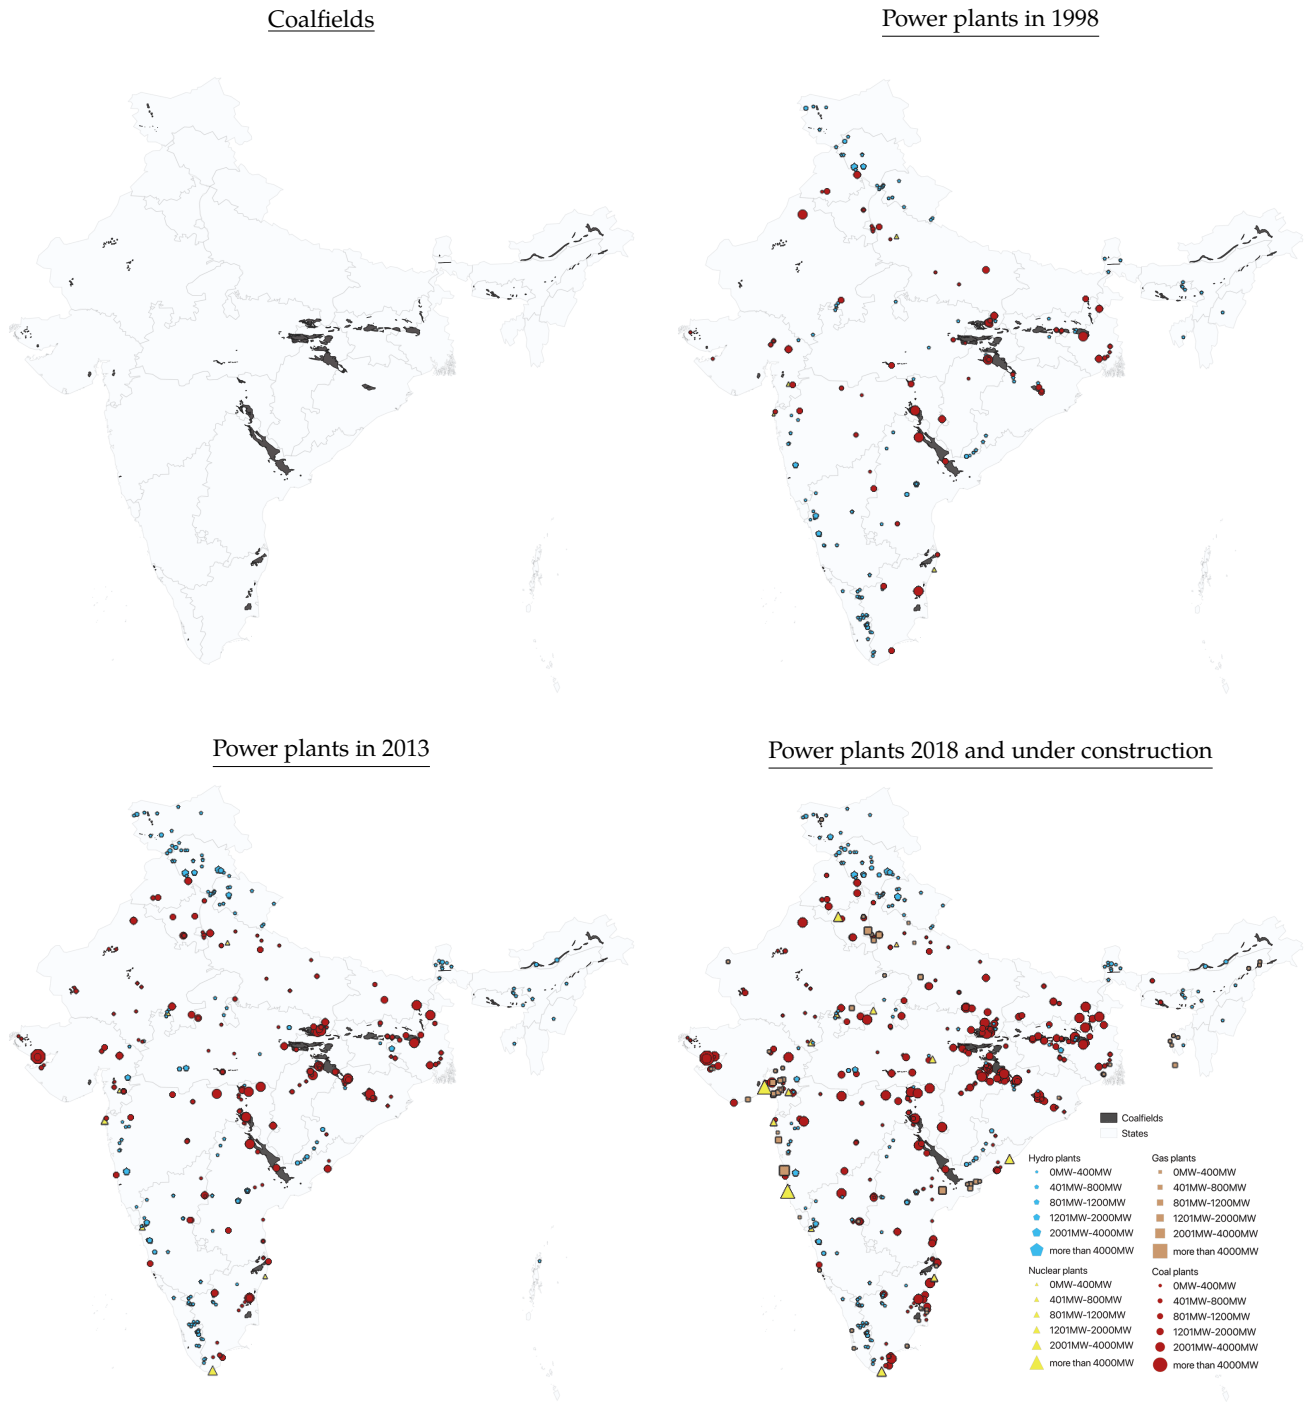 Coalfields
Power plants in 1998
Power plants in 2013
Power plants 2018 and under construction
Coalfields
States
Hydro plants
0MW-400MW
401MW-800MW
801MW-1200MW
1201MW-2000MW
2001MW-4000MW
more than 4000MW
Gas plants
0MW-400MW
401MW-800MW
801MW-1200MW
1201MW-2000MW
2001MW-4000MW
more than 4000MW
Nuclear plants
0MW-400MW
401MW-800MW
801MW-1200MW
1201MW-2000MW
2001MW-4000MW
more than 4000MW
Coal plants
0MW-400MW
401MW-800MW
801MW-1200MW
1201MW-2000MW
2001MW-4000MW
more than 4000MW